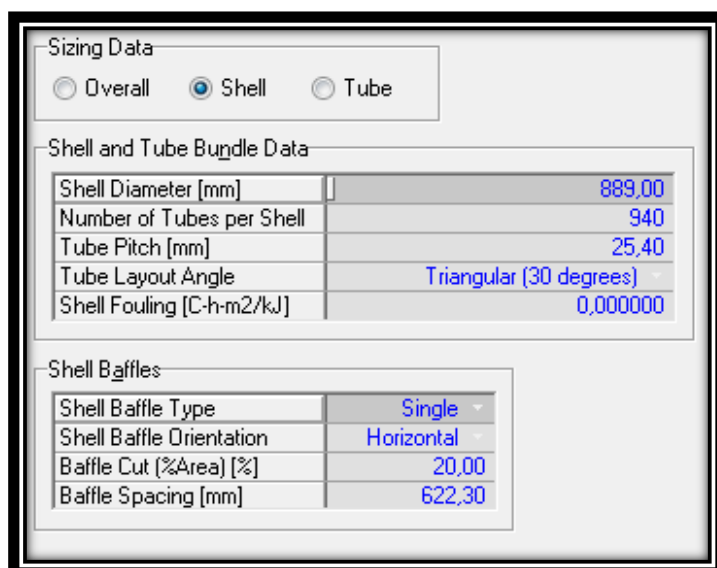 Sizing Data
Overall Shell Tube
Shell and Tube Bundle Data
Shell Diameter [mm] 889,00
Number of Tubes per Shell 940
Tube Pitch [mm] 25,40
Tube Layout Angle Triangular (30 degrees)
Shell Fouling [C-h-m2/kJ] 0,000000
Shell Baffles
Shell Baffle Type Single
Shell Baffle Orientation Horizontal
Baffle Cut (%Area) [%] 20,00
Baffle Spacing [mm] 622,30